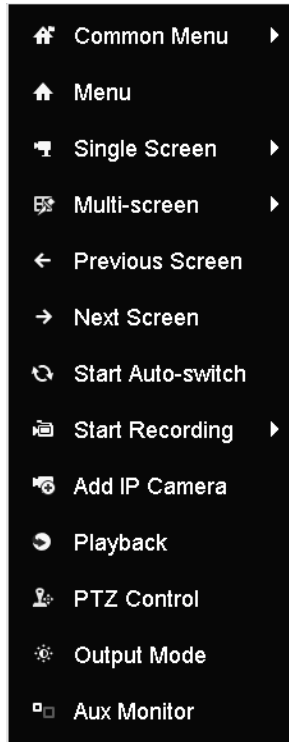 Common Menu
Menu
Single Screen
Multi-screen
Previous Screen
Next Screen
Start Auto-switch
Start Recording
Add IP Camera
Playback
PTZ Control
Output Mode
Aux Monitor